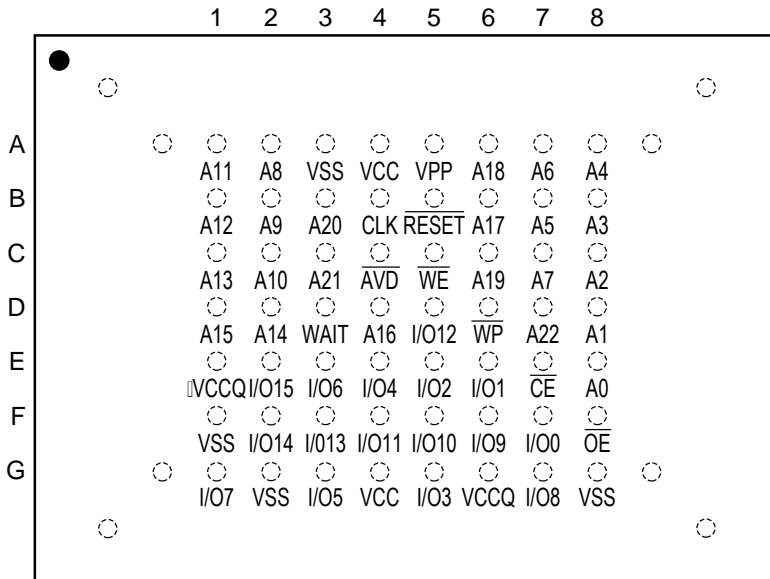 1 2 3 4 5 6 7 8
A
A11 A8 VSS VCC VPP A18 A6 A4
B
A12 A9 A20 CLK RESET A17 A5 A3
C
A13 A10 A21 AVD WE A19 A7 A2
D
A15 A14 WAIT A16 I/O12 WP A22 A1
E
VCCQ I/O15 I/O6 I/O4 I/O2 I/O1 CE A0
F
VSS I/O14 I/013 I/O11 I/O10 I/O9 I/O0 OE
G
I/O7 VSS I/O5 VCC I/O3 VCCQ I/O8 VSS